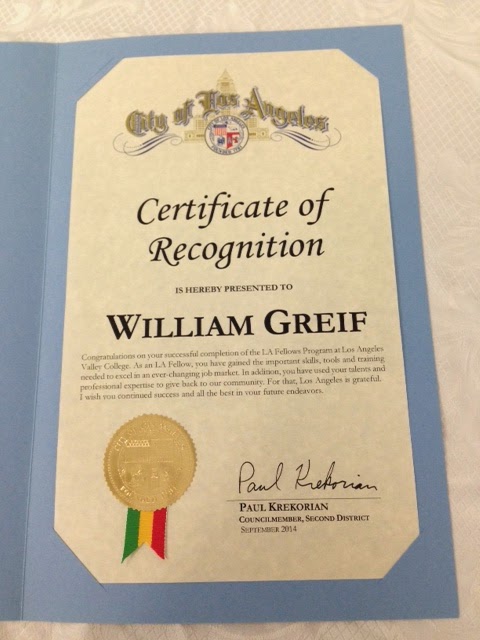 City of Los Angeles
Certificate of
Recognition
IS HEREBY PRESENTED TO
WILLIAM GREIF
Congratulations on your successful completion of the LA Fellows Program at Los Angeles
Valley College. As an LA Fellow, you have gained the important skills, tools and training
needed to excel in an ever-changing job market. In addition, you have used your talents and
professional expertise to give back to our community. For that, Los Angeles is grateful.
I wish you continued success and all the best in your future endeavors.
Paul Krekorian
PAUL KREKORIAN
COUNCILMEMBER, SECOND DISTRICT
SEPTEMBER 2014